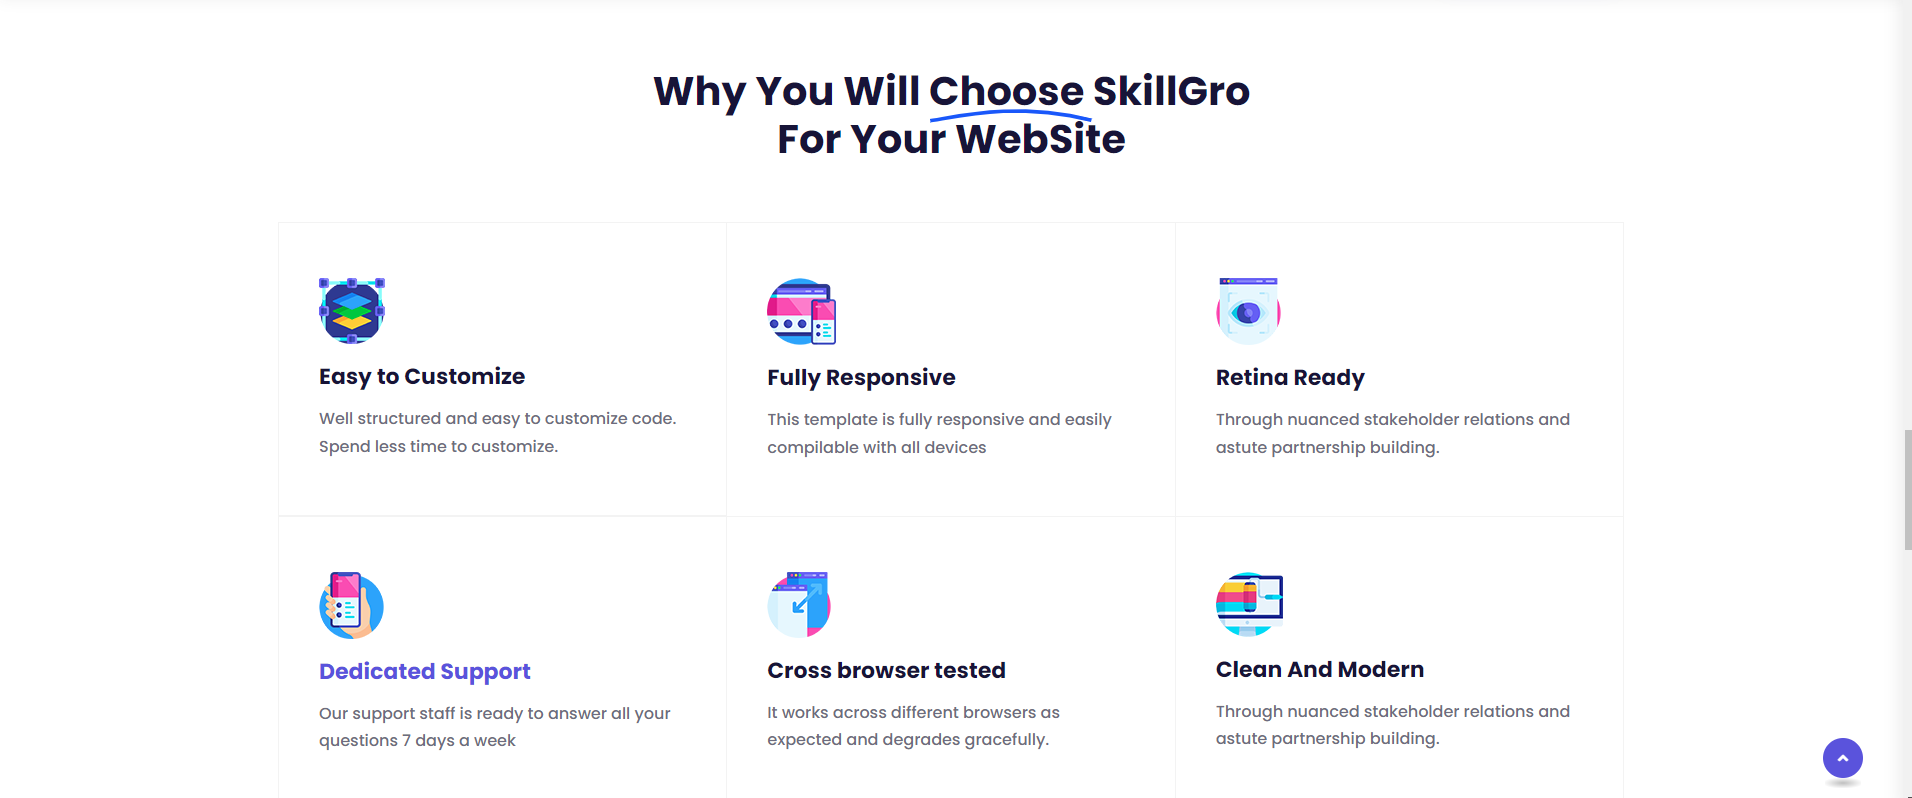 Why You Will Choose SkillGro
For Your WebSite
Easy to Customize
Well structured and easy to customize code.
Spend less time to customize.
Fully Responsive
This template is fully responsive and easily
compilable with all devices
Retina Ready
Through nuanced stakeholder relations and
astute partnership building.
Dedicated Support
Our support staff is ready to answer all your
questions 7 days a week
Cross browser tested
It works across different browsers as
expected and degrades gracefully.
Clean And Modern
Through nuanced stakeholder relations and
astute partnership building.